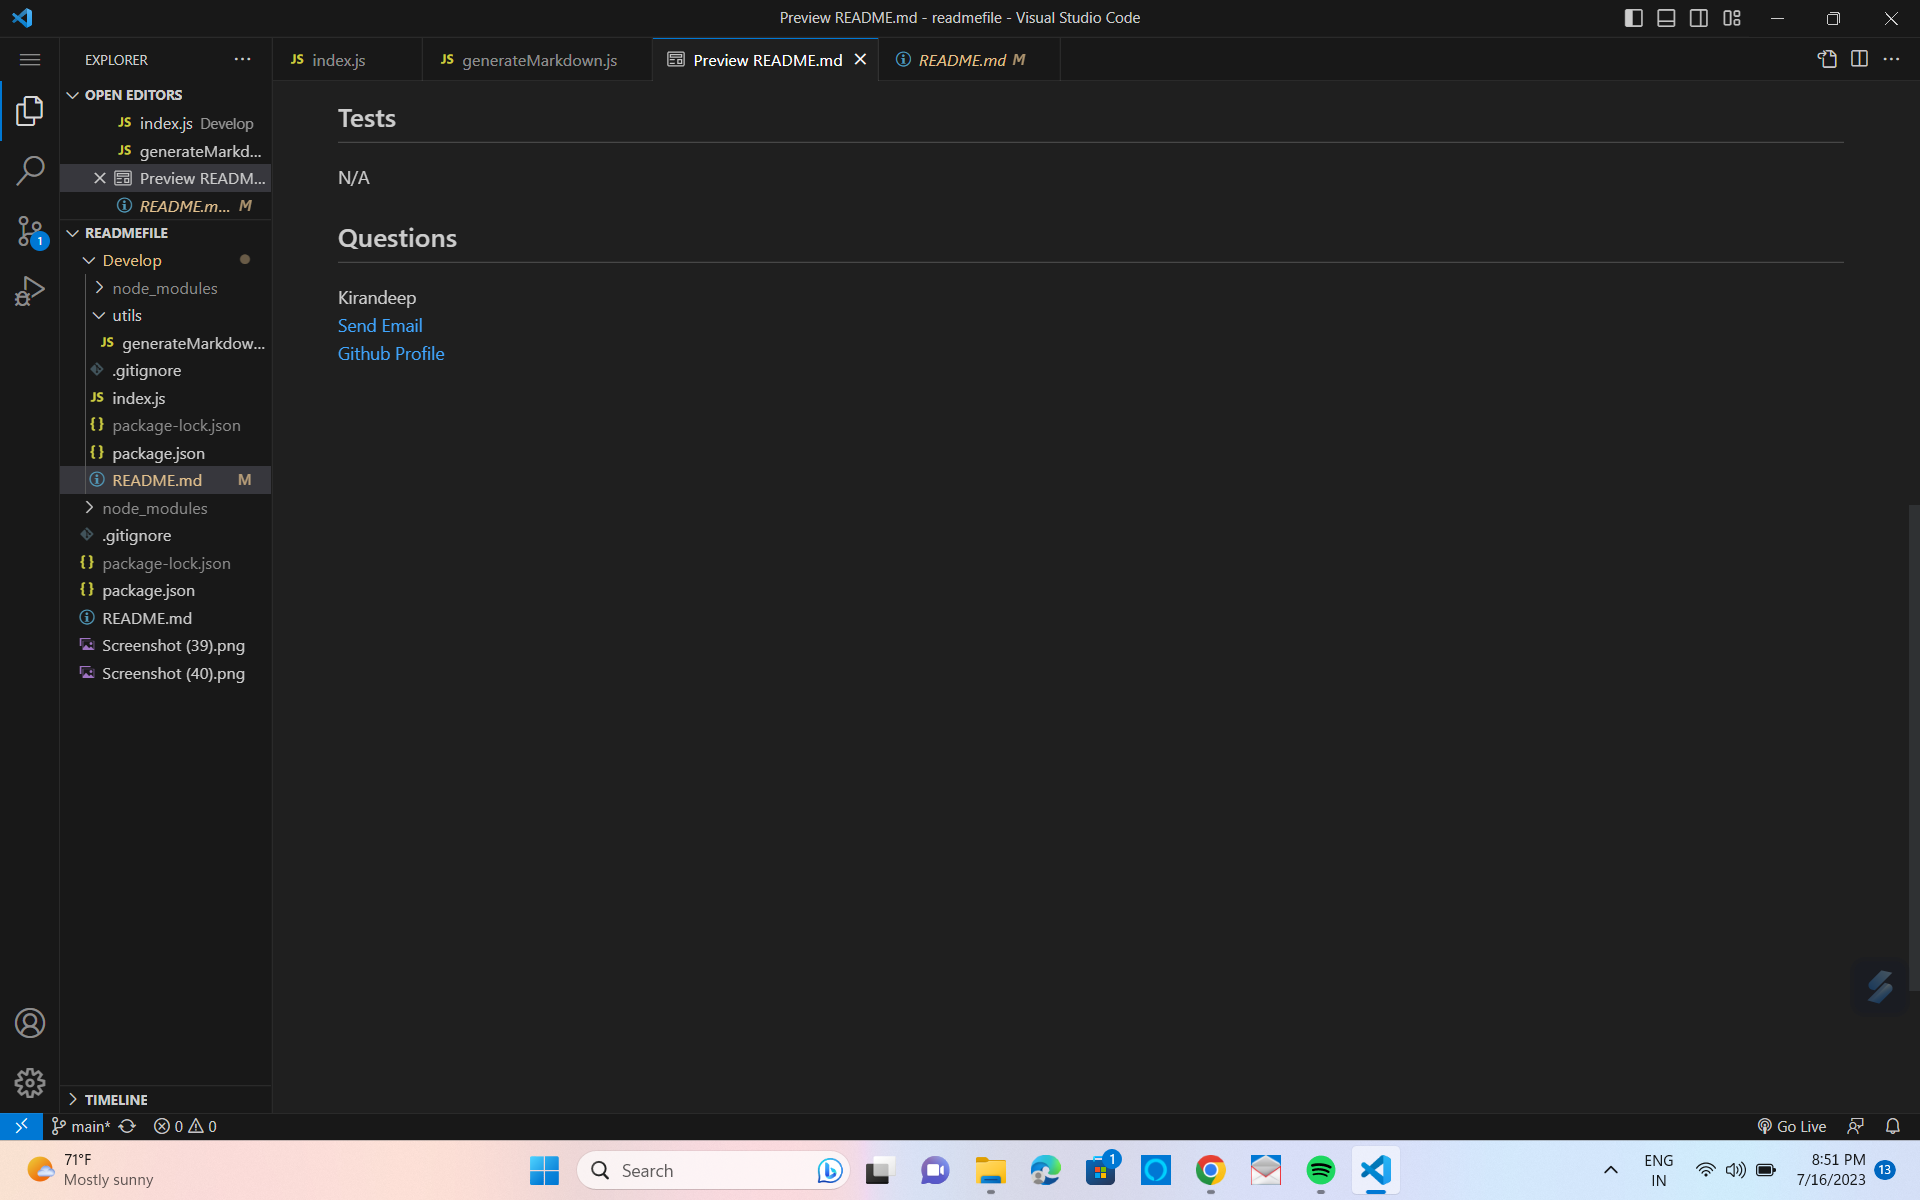 Preview README.md - readmefile - Visual Studio Code
EXPLORER
JS index.js
JS generateMarkdown.js
Preview README.md
README.md M
OPEN EDITORS
JS index.js Develop
JS generateMarkd...
Preview READM...
README.m... M
READMEFILE
Develop
node_modules
utils
JS generateMarkdow...
.gitignore
JS index.js
{} package-lock.json
{} package.json
README.md M
node_modules
.gitignore
{} package-lock.json
{} package.json
README.md
Screenshot (39).png
Screenshot (40).png
TIMELINE
1
Tests
N/A
Questions
Kirandeep
Send Email
Github Profile
main* 0 0
Go Live
71°F
Mostly sunny
Search
1
ENG
IN
8:51 PM
7/16/2023
13